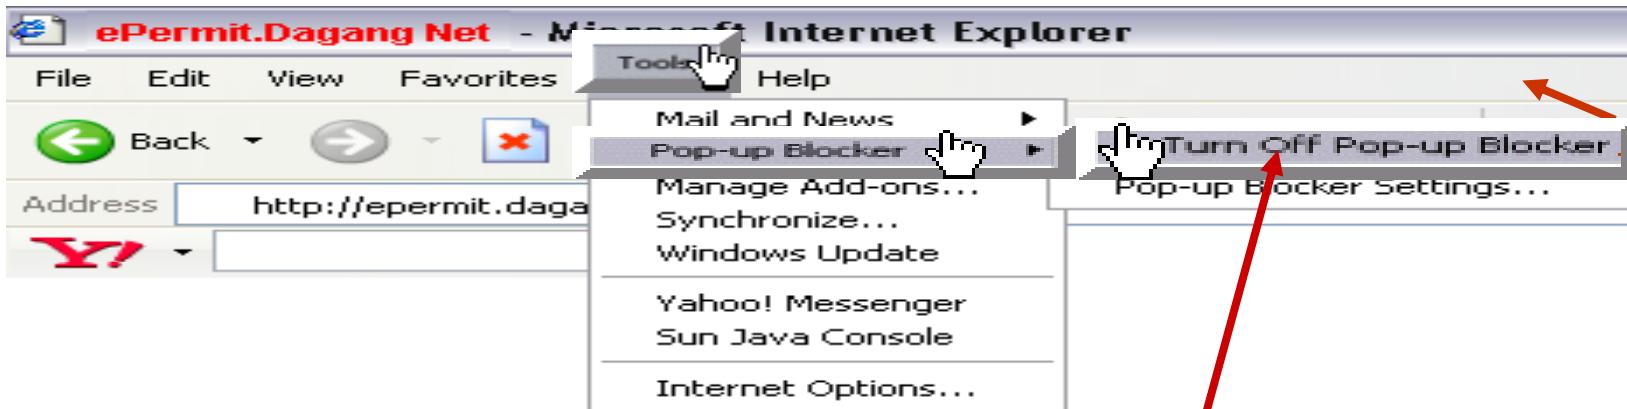 ePermit.Dagang Net - Microsoft Internet Explorer
File Edit View Favorites Tools Help
Back
Mail and News
Pop-up Blocker
Turn Off Pop-up Blocker
Manage Add-ons...
Pop-up Blocker Settings...
Address http://epermit.daga
Synchronize...
Y!
Windows Update
Yahoo! Messenger
Sun Java Console
Internet Options...